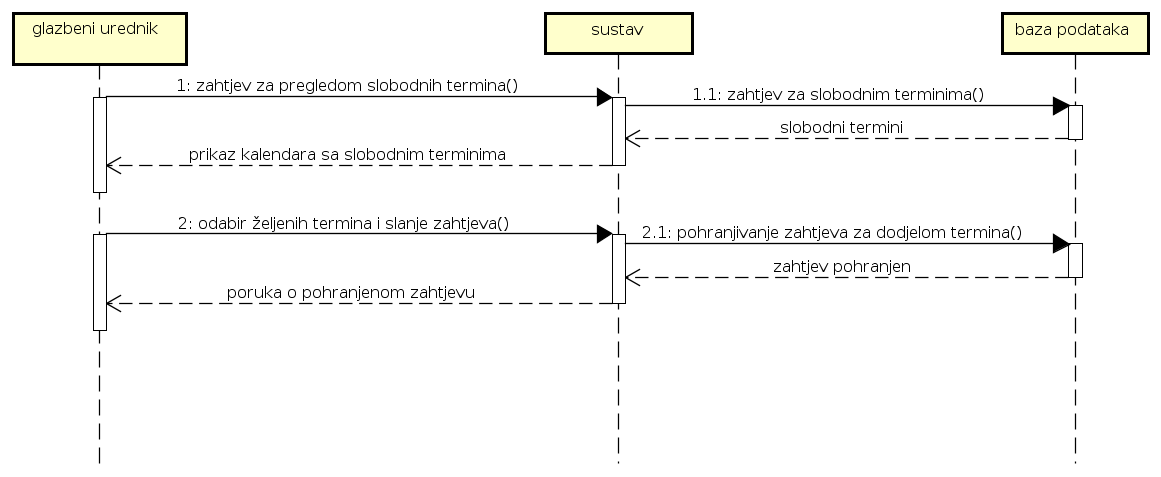 glazbeni urednik
sustav
baza podataka
1: zahtjev za pregledom slobodnih termina()
1.1: zahtjev za slobodnim terminima()
slobodni termini
prikaz kalendara sa slobodnim terminima
2: odabir željenih termina i slanje zahtjeva()
2.1: pohranjivanje zahtjeva za dodjelom termina()
zahtjev pohranjen
poruka o pohranjenom zahtjevu